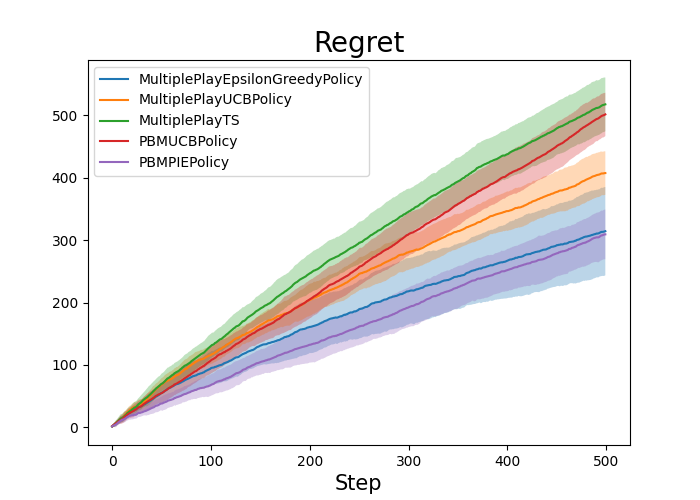 Regret
MultiplePlayEpsilonGreedyPolicy
MultiplePlayUCBPolicy
MultiplePlayTS
PBMUCBPolicy
PBMPIEPolicy
500
400
300
200
100
0
0 100 200 300 400 500
Step